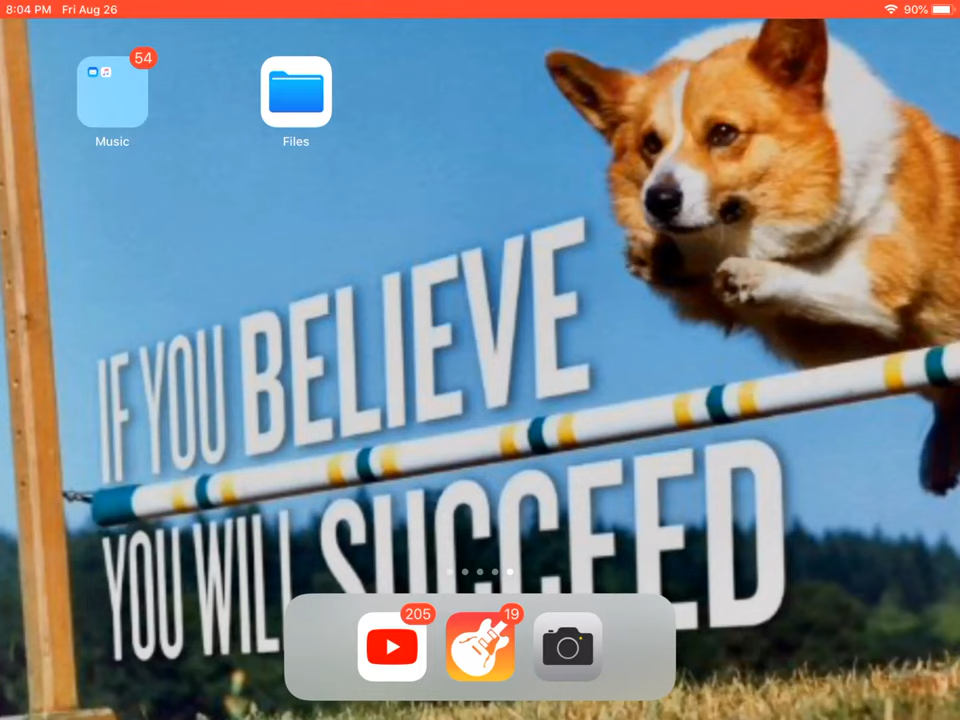 8:04 PM Fri Aug 26 90%
54
Music Files
IF YOU BELIEVE
YOU WILL SUCCEED
205 19